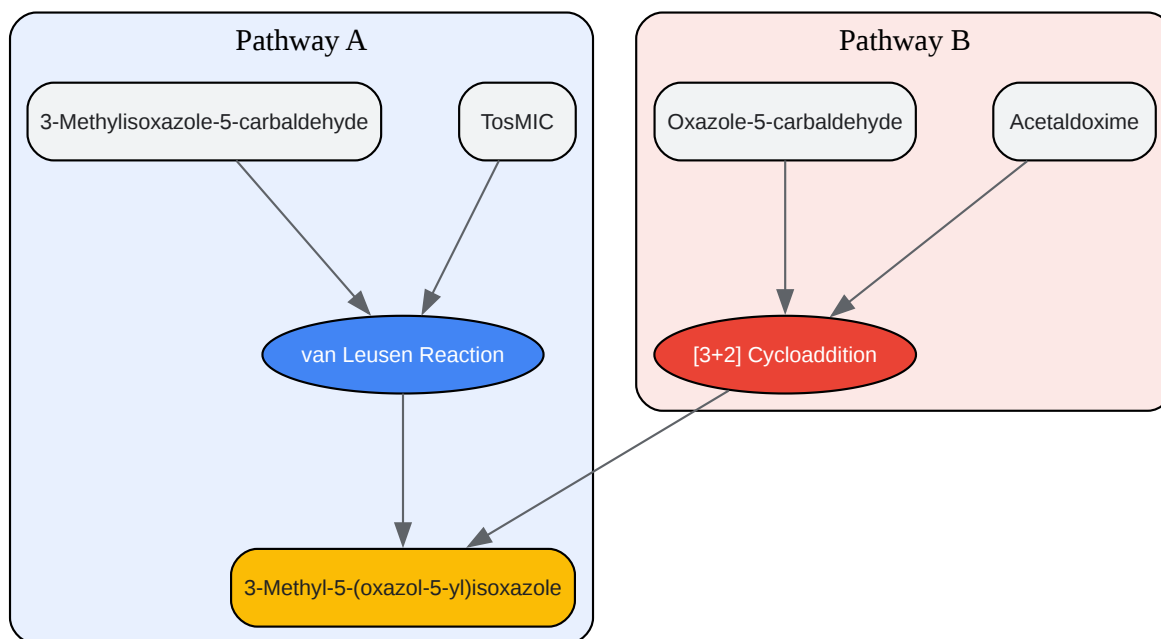 Pathway A
Pathway B
3-Methylisoxazole-5-carbaldehyde
TosMIC
Oxazole-5-carbaldehyde
Acetaldoxime
van Leusen Reaction
[3+2] Cycloaddition
3-Methyl-5-(oxazol-5-yl)isoxazole